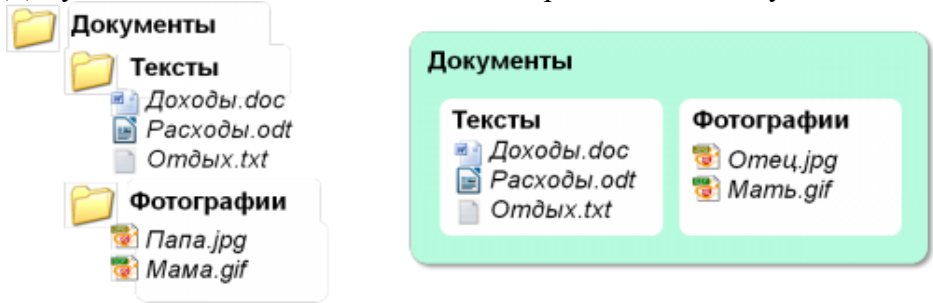 Документы
Тексты
Доходы.doc
Расходы.odt
Отдых.txt
Фотографии
Папа.jpg
Мама.gif
Документы
Тексты
Доходы.doc
Расходы.odt
Отдых.txt
Фотографии
Отец.jpg
Мать.gif